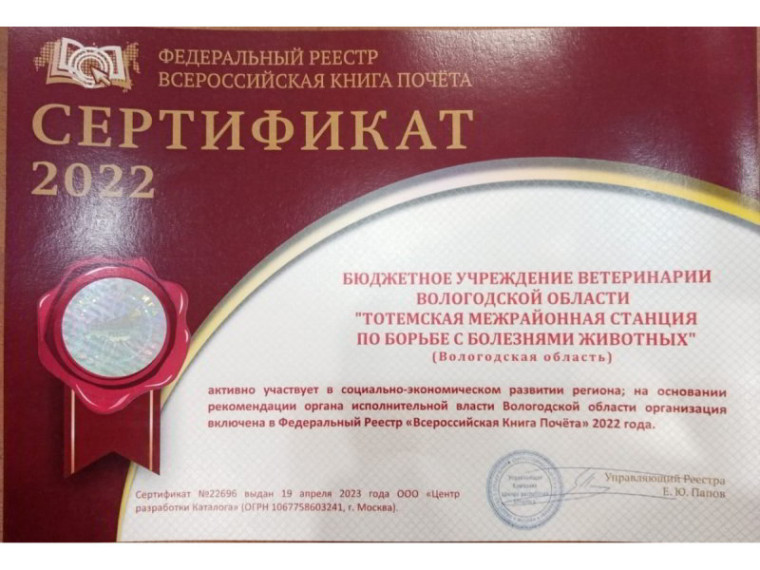 ФЕДЕРАЛЬНЫЙ РЕЕСТР
ВСЕРОССИЙСКАЯ КНИГА ПОЧЁТА
СЕРТИФИКАТ
2022
БЮДЖЕТНОЕ УЧРЕЖДЕНИЕ ВЕТЕРИНАРИИ
ВОЛОГОДСКОЙ ОБЛАСТИ
"ТОТЕМСКАЯ МЕЖРАЙОННАЯ СТАНЦИЯ
ПО БОРЬБЕ С БОЛЕЗНЯМИ ЖИВОТНЫХ"
(Вологодская область)
активно участвует в социально-экономическом развитии региона; на основании
рекомендации органа исполнительной власти Вологодской области организация
включена в Федеральный Реестр «Всероссийская Книга Почёта» 2022 года.
Сертификат №22696 выдан 19 апреля 2023 года ООО «Центр
разработки Каталога» (ОГРН 1067758603241, г. Москва).
Управляющий Реестра
Е. Ю. Папов